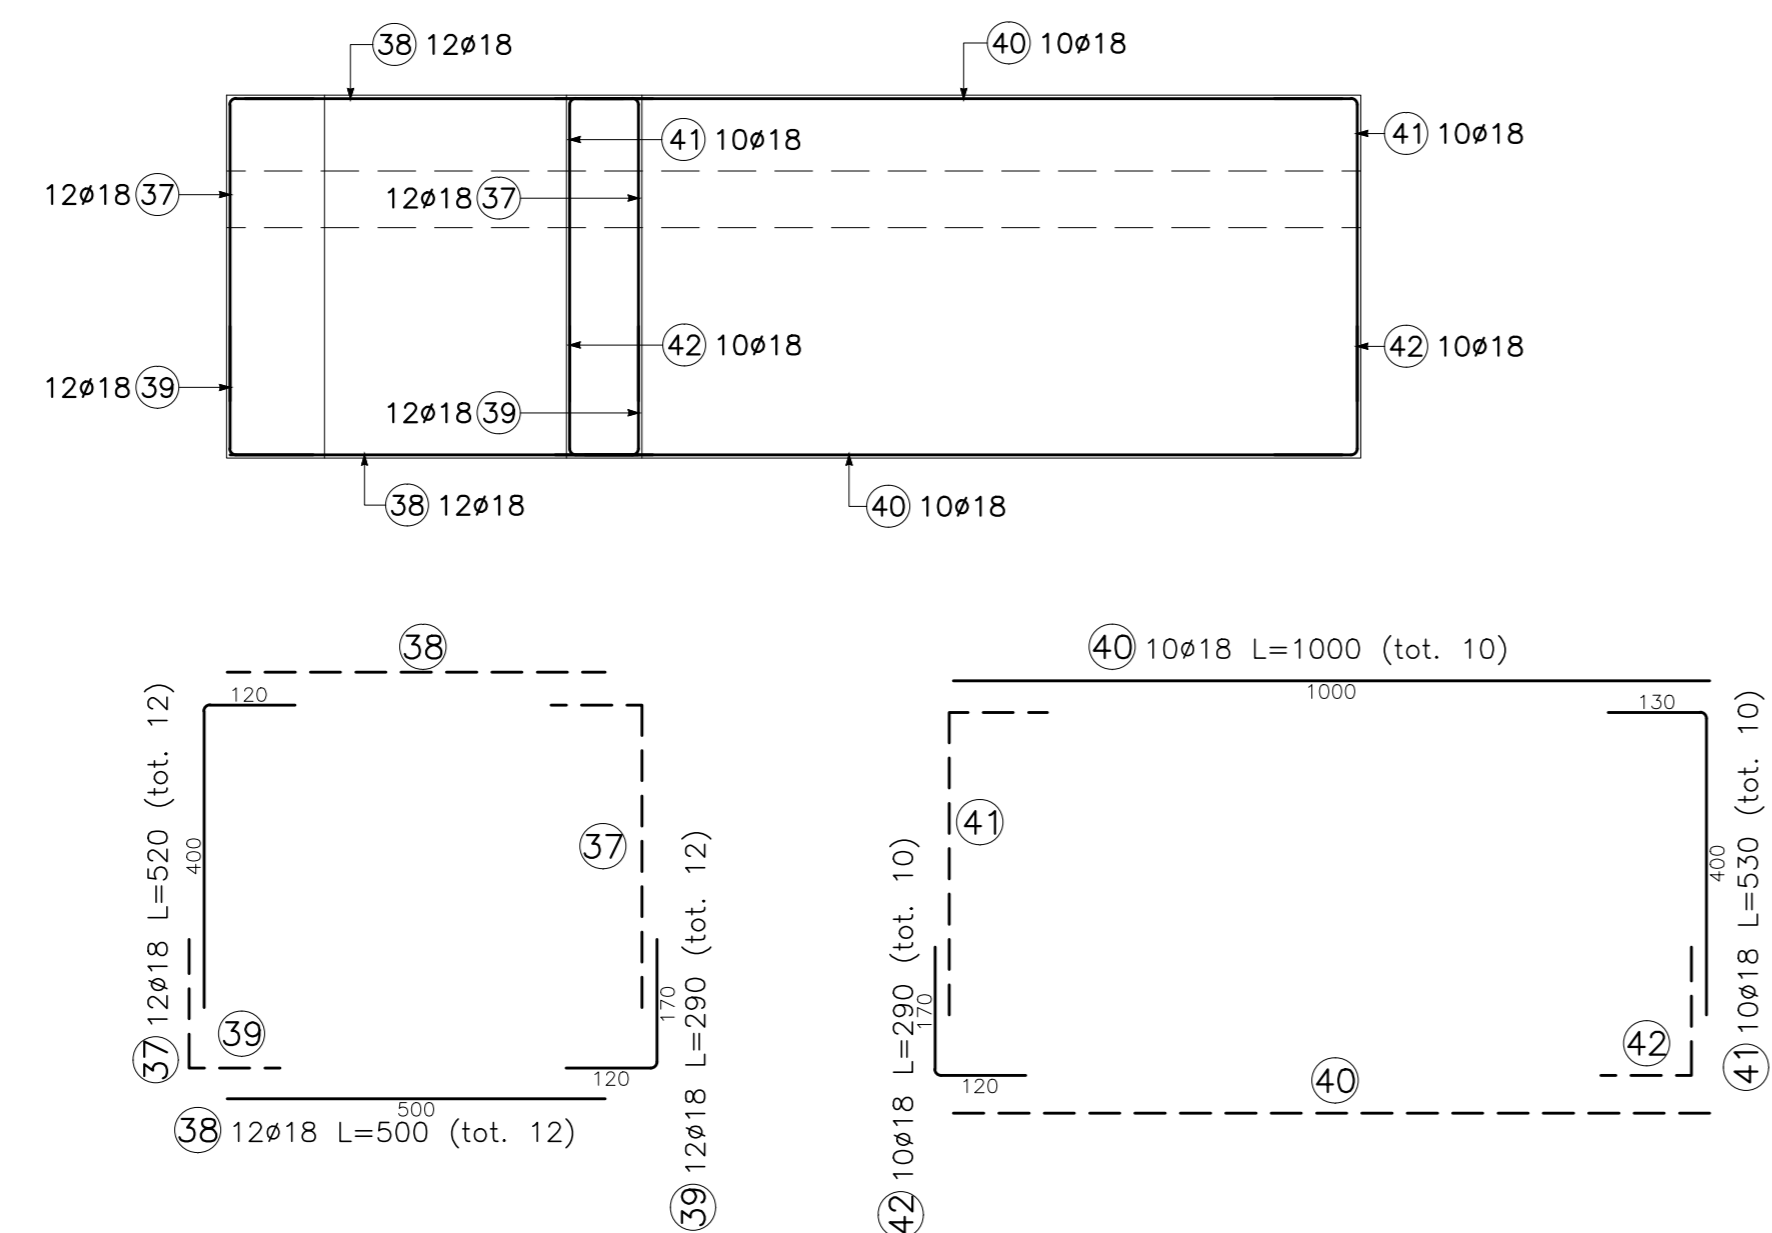 38 12ø18
40 10ø18
41 10ø18
41 10ø18
12ø18 37
12ø18 37
42 10ø18
42 10ø18
12ø18 39
12ø18 39
38 12ø18
40 10ø18
38
120
37 12ø18 L=520 (tot. 12)
400
37
39
39 12ø18 L=290 (tot. 12)
170
120
500
38 12ø18 L=500 (tot. 12)
40 10ø18 L=1000 (tot. 10)
1000
130
41
41 10ø18 L=530 (tot. 10)
400
42 10ø18 L=290 (tot. 10)
170
120
42
40